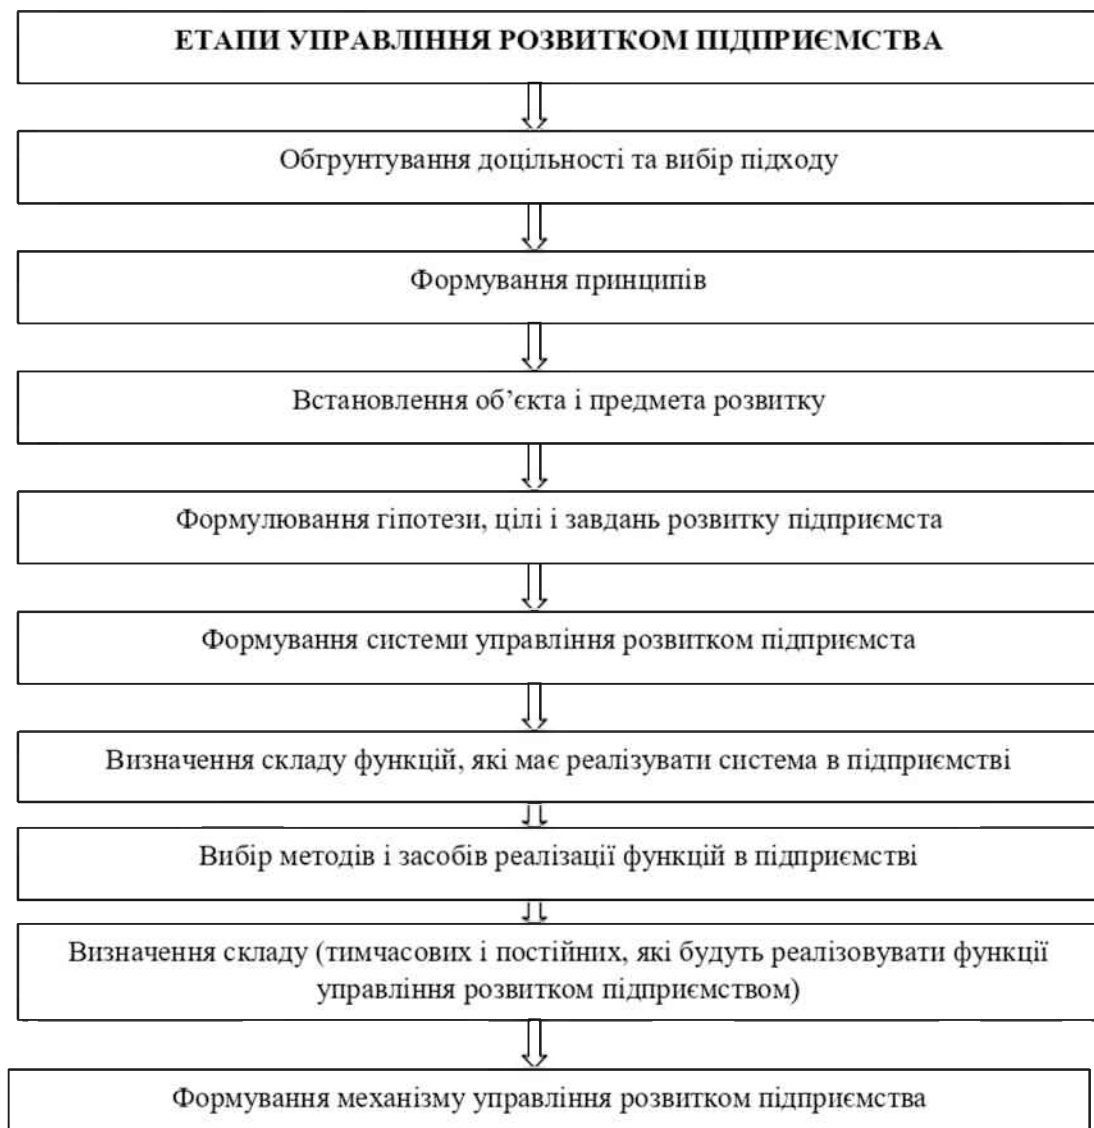 ЕТАПИ УПРАВЛІННЯ РОЗВИТКОМ ПІДПРИЄМСТВА
Обгрунтування доцільності та вибір підходу
Формування принципів
Встановлення об’єкта і предмета розвитку
Формулювання гіпотези, цілі і завдань розвитку підприємста
Формування системи управління розвитком підприємста
Визначення складу функцій, які має реалізувати система в підприємстві
Вибір методів і засобів реалізації функцій в підприємстві
Визначення складу (тимчасових і постійних, які будуть реалізовувати функції
управління розвитком підприємством)
Формування механізму управління розвитком підприємства